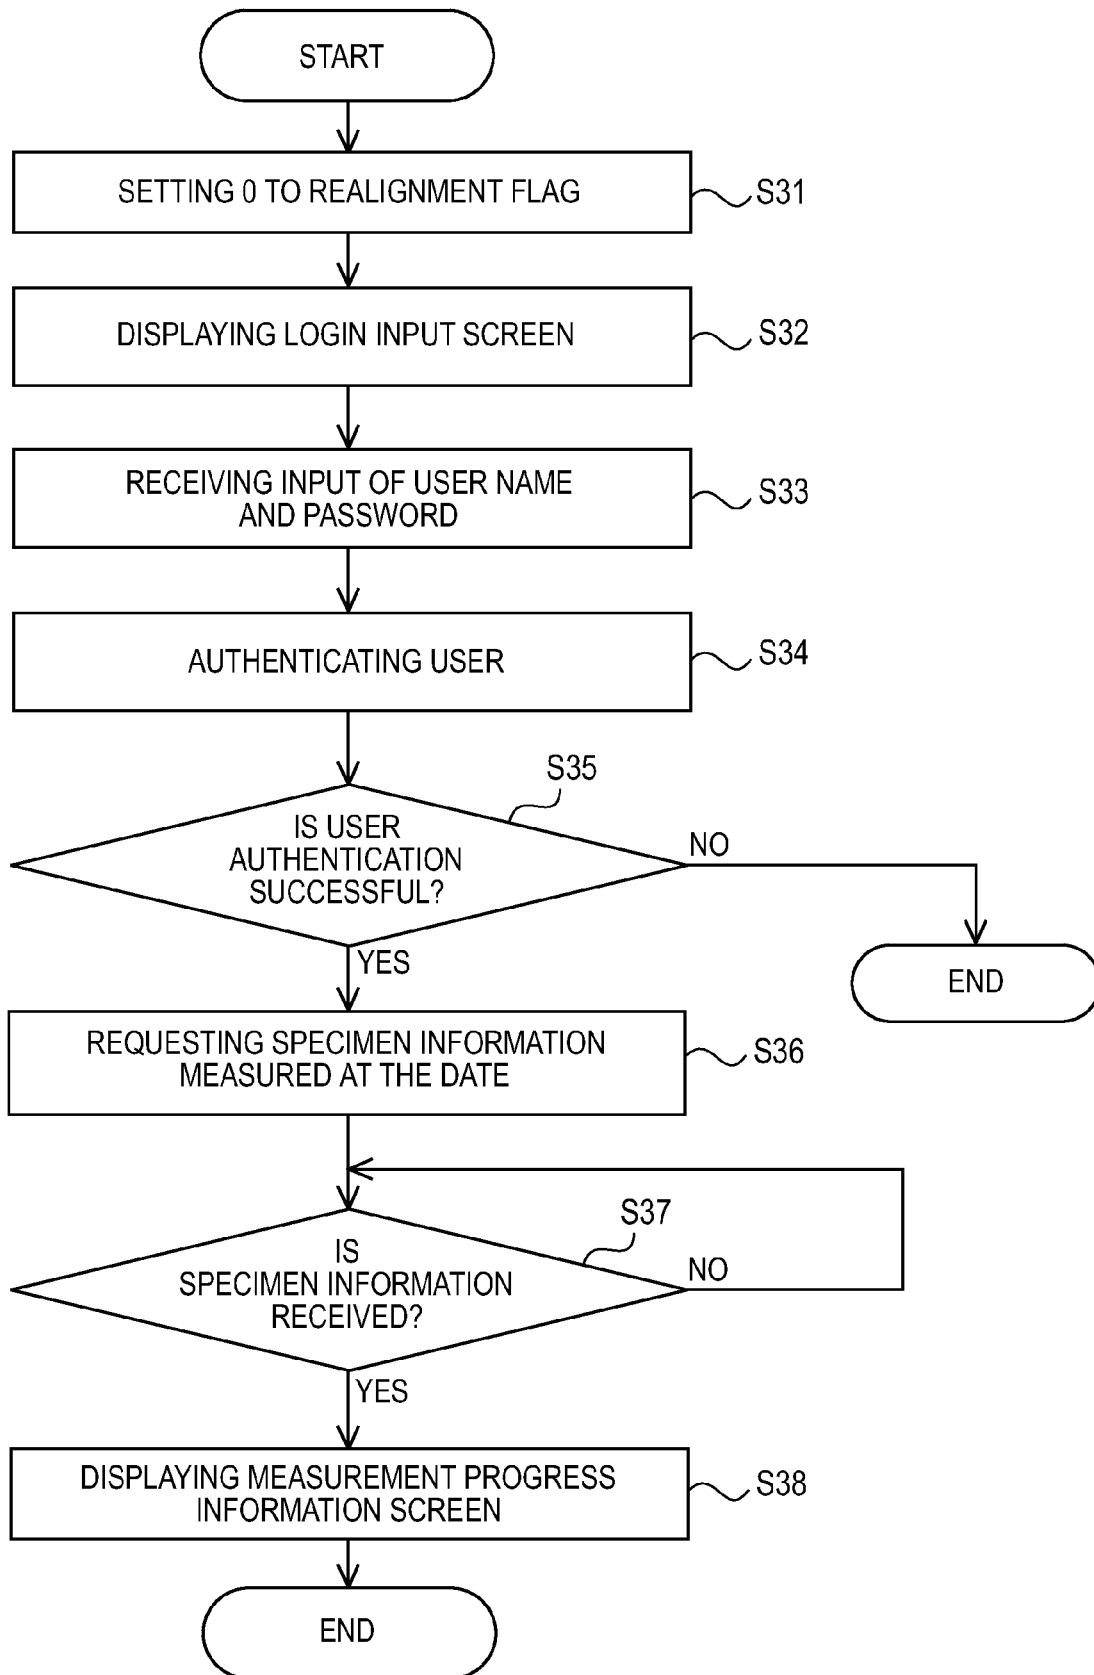 START
SETTING 0 TO REALIGNMENT FLAG
S31
DISPLAYING LOGIN INPUT SCREEN
S32
RECEIVING INPUT OF USER NAME
AND PASSWORD
S33
AUTHENTICATING USER
S34
S35
IS USER
AUTHENTICATION
SUCCESSFUL?
NO
YES
END
REQUESTING SPECIMEN INFORMATION
MEASURED AT THE DATE
S36
S37
IS
SPECIMEN INFORMATION
RECEIVED?
NO
YES
DISPLAYING MEASUREMENT PROGRESS
INFORMATION SCREEN
S38
END